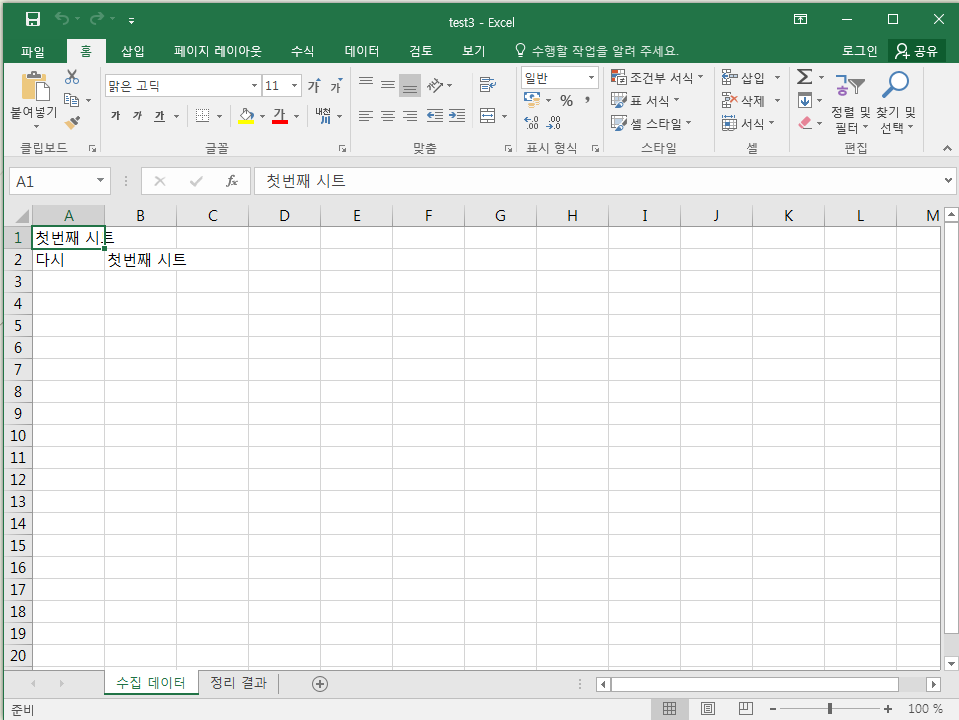 test3 - Excel
파일 홈 삽입 페이지 레이아웃 수식 데이터 검토 보기 수행할 작업을 알려 주세요. 로그인 공유
붙여넣기
클립보드
맑은 고딕 11 가 가
가 가 가 가 내천
글꼴
맞춤
일반
% ,
.00 .00
표시 형식
조건부 서식
표 서식
셀 스타일
스타일
삽입
삭제
서식
셀
정렬 및 필터
찾기 및 선택
편집
A1 fx 첫번째 시트
A B C D E F G H I J K L M
1 첫번째 시트
2 다시 첫번째 시트
3
4
5
6
7
8
9
10
11
12
13
14
15
16
17
18
19
20
수집 데이터 정리 결과
준비 100 %